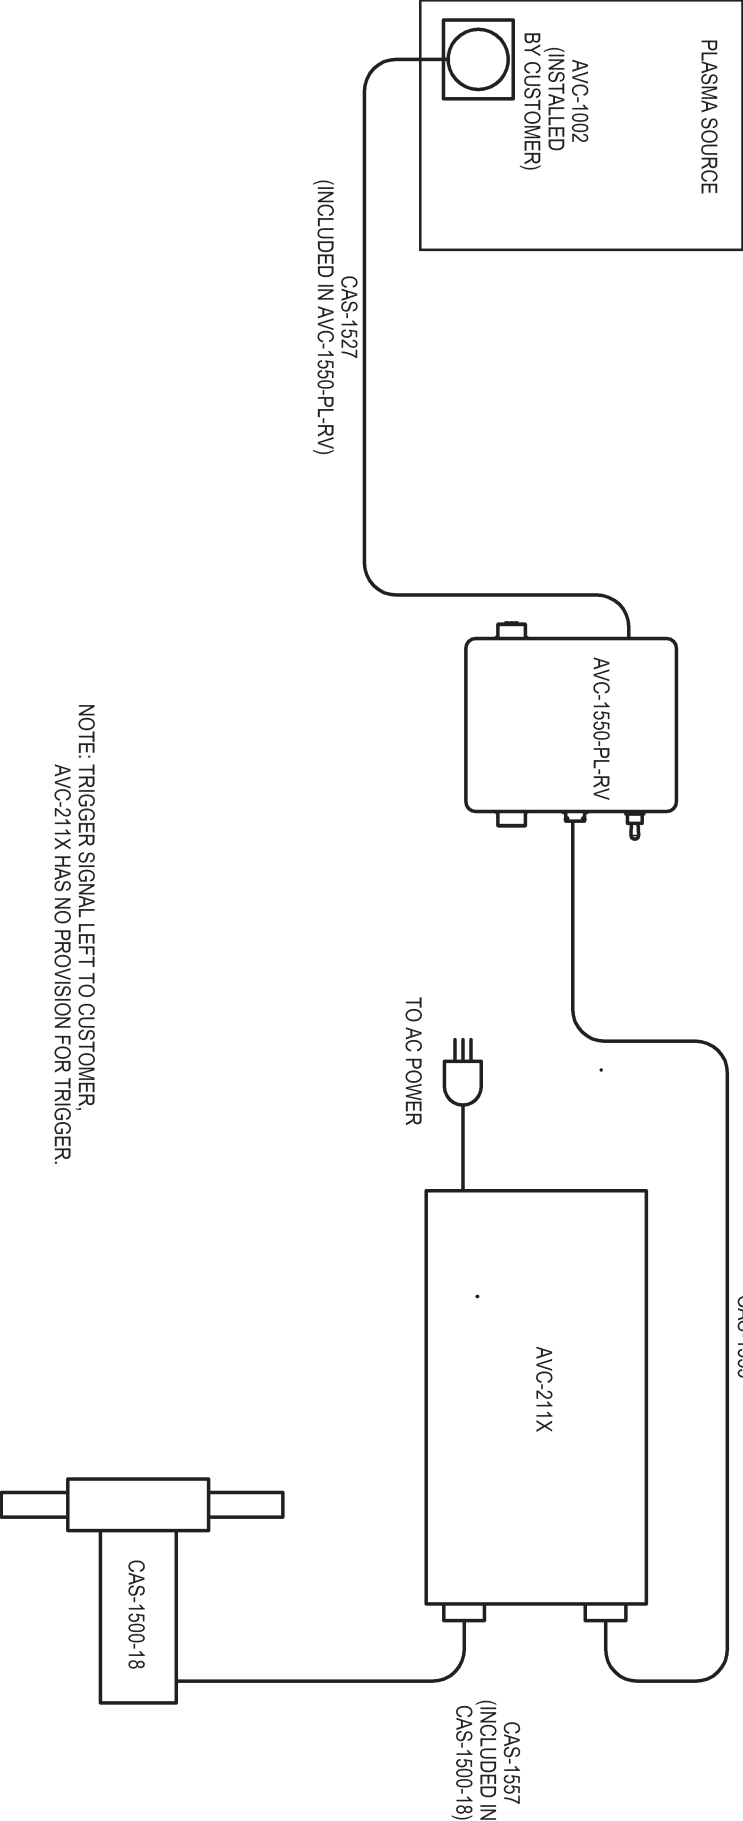 PLASMA SOURCE
AVC-1002
(INSTALLED
BY CUSTOMER)
CAS-1527
(INCLUDED IN AVC-1550-PL-RV)
AVC-1550-PL-RV
TO AC POWER
AVC-211X
CAS-1557
(INCLUDED IN
CAS-1500-18)
CAS-1500-18
NOTE: TRIGGER SIGNAL LEFT TO CUSTOMER,
AVC-211X HAS NO PROVISION FOR TRIGGER.